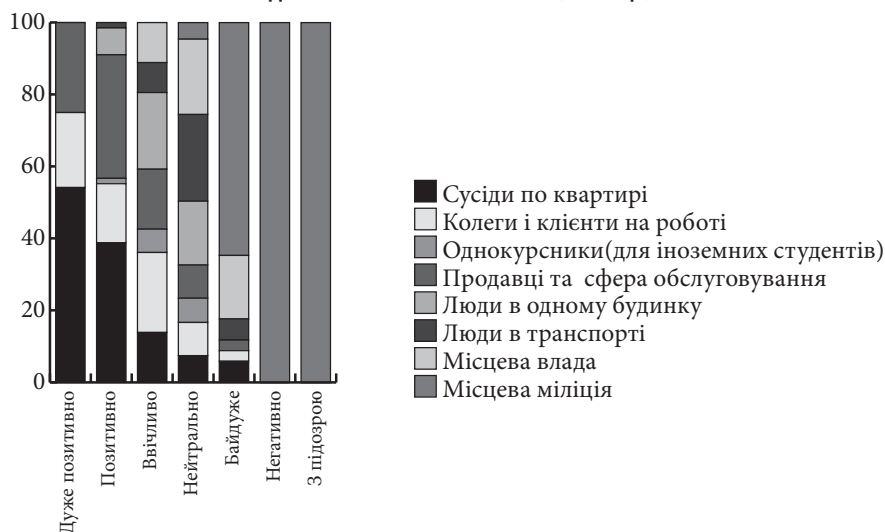 100
80
60
40
20
0
Дуже позитивно
Позитивно
Ввічливо
Нейтрально
Байдуже
Негативно
З підозрою
Сусіди по квартирі
Колеги і клієнти на роботі
Однокурсники(для іноземних студентів)
Продавці та сфера обслуговування
Люди в одному будинку
Люди в транспорті
Місцева влада
Місцева міліція